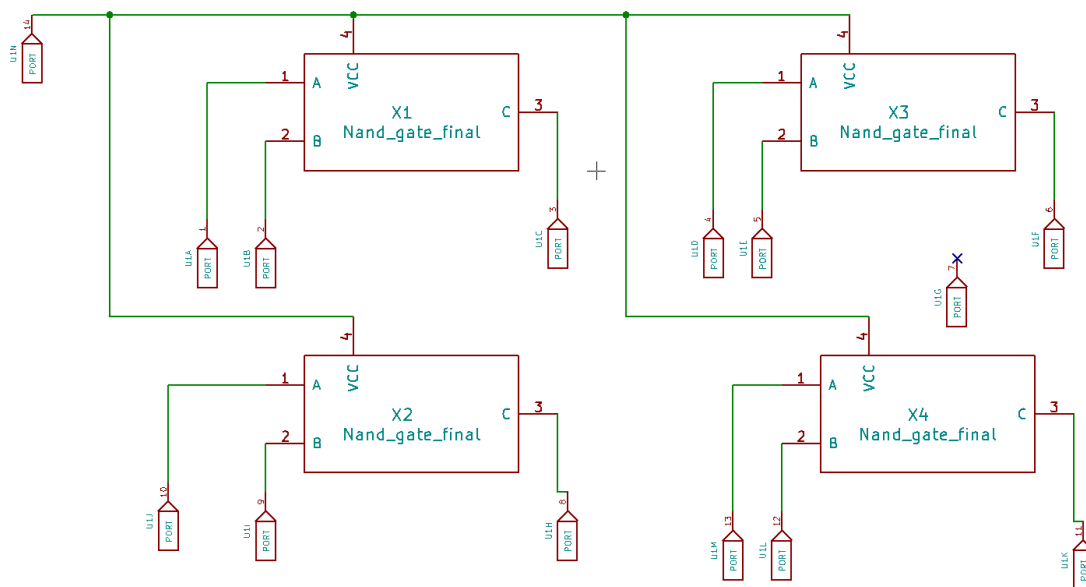 14
U1N
PORT
4
VCC
1
A
X1
Nand_gate_final
C
3
2
B
1
U1A
PORT
2
U1B
PORT
3
U1C
PORT
4
VCC
1
A
X3
Nand_gate_final
C
3
2
B
4
U1D
PORT
5
U1E
PORT
6
U1F
PORT
7
U1G
PORT
4
VCC
1
A
X2
Nand_gate_final
C
3
2
B
10
U1J
PORT
9
U1I
PORT
8
U1H
PORT
4
VCC
1
A
X4
Nand_gate_final
C
3
2
B
13
U1M
PORT
12
U1L
PORT
11
U1K
PORT